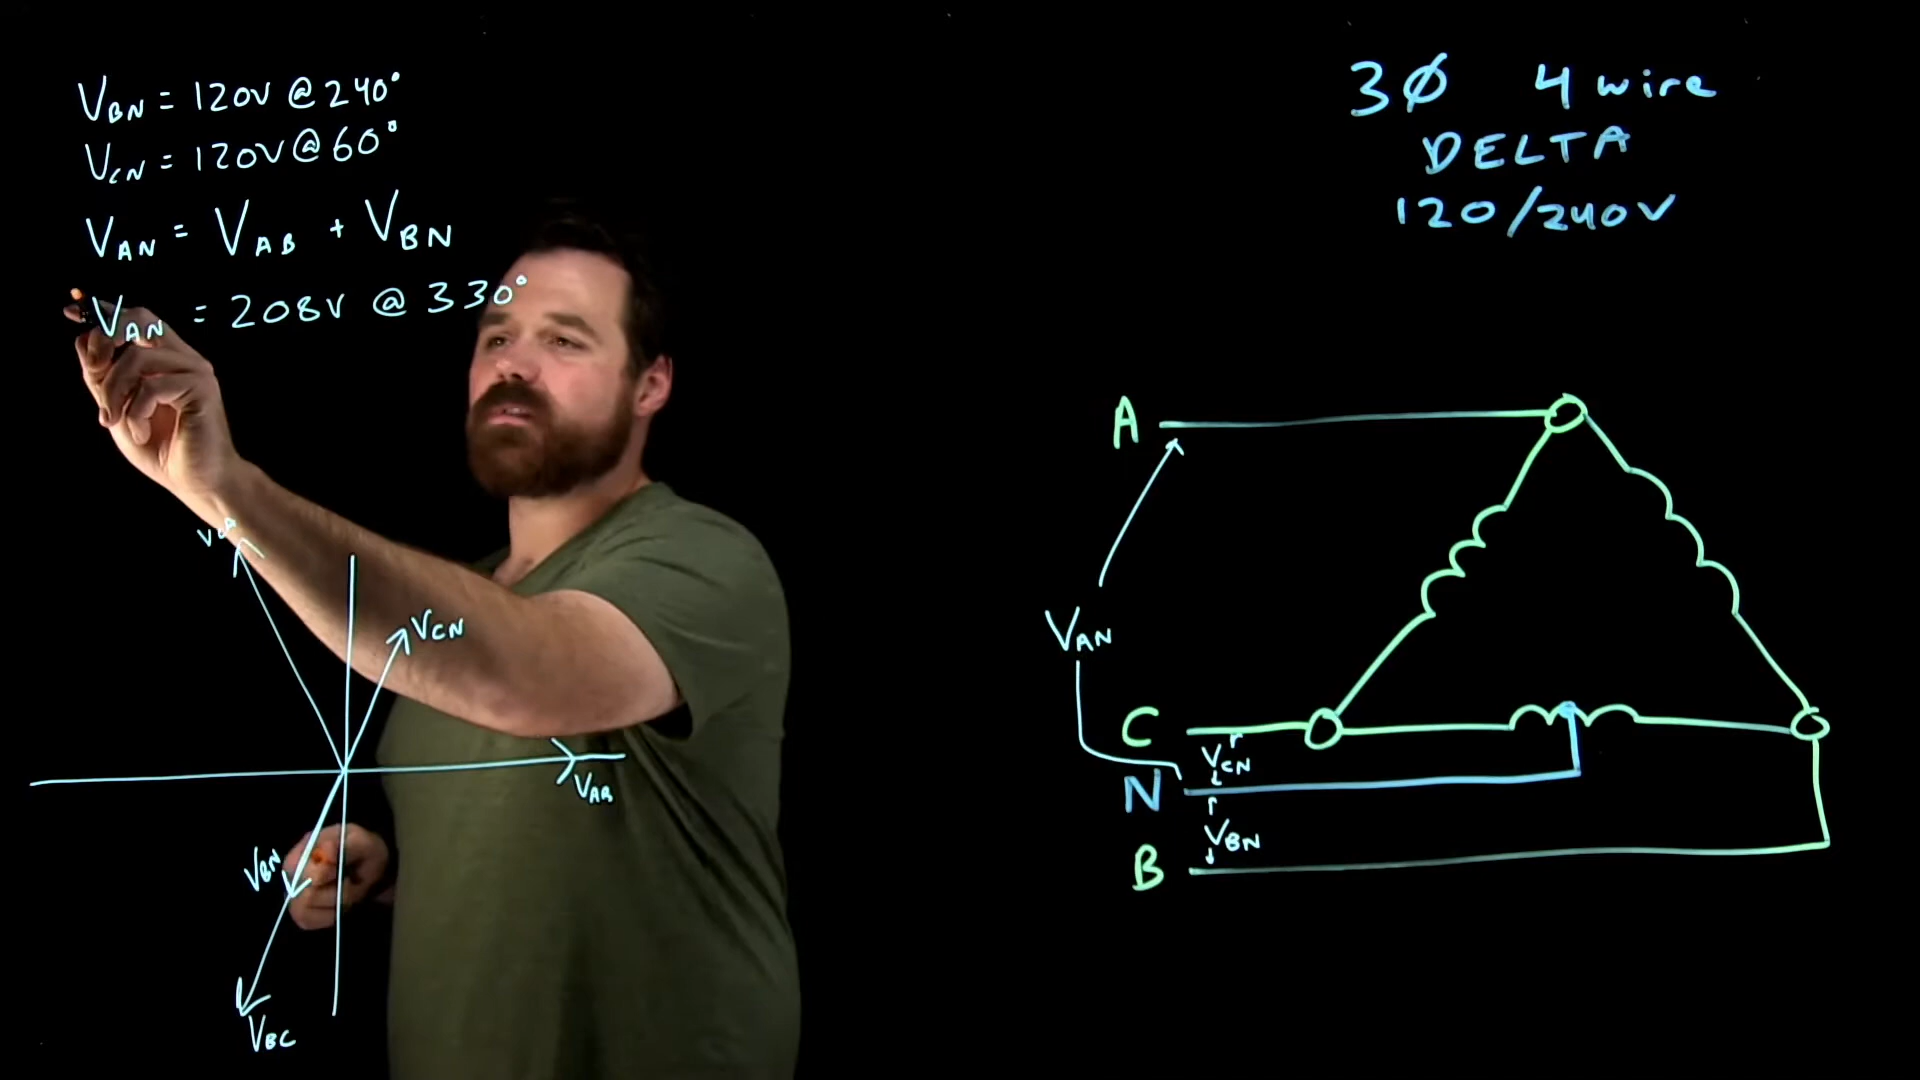 V_BN = 120V @ 240°
V_CN = 120V @ 60°
V_AN = V_AB + V_BN
V_AN = 208V @ 330°
3Ø 4 wire
DELTA
120/240V
V_CA
V_CN
V_AB
V_BN
V_BC
A
V_AN
C
V_CN
N
V_BN
B